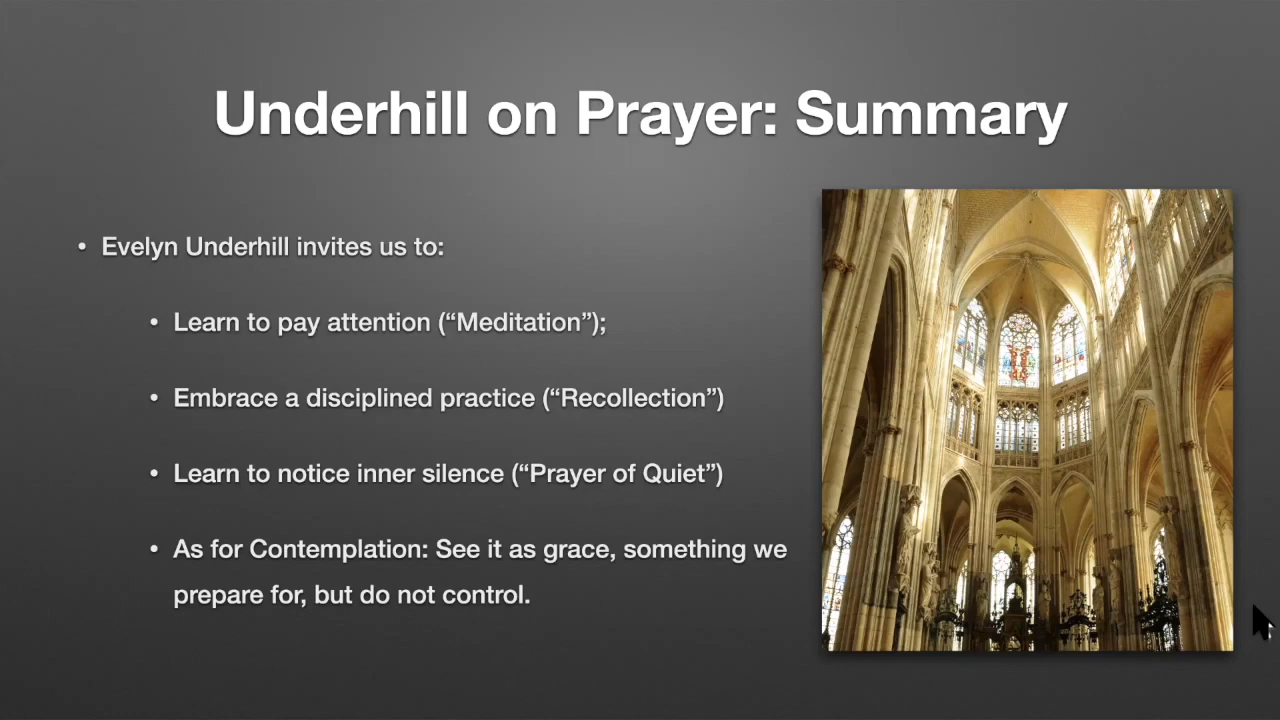 Underhill on Prayer: Summary
• Evelyn Underhill invites us to:
• Learn to pay attention (“Meditation”);
• Embrace a disciplined practice (“Recollection”)
• Learn to notice inner silence (“Prayer of Quiet”)
• As for Contemplation: See it as grace, something we
prepare for, but do not control.